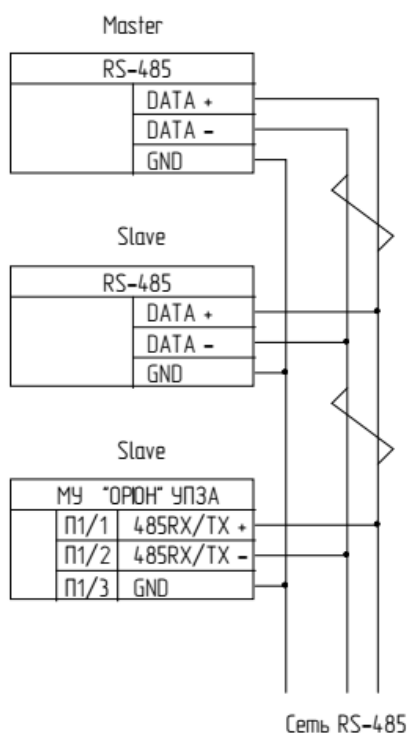 Master
RS-485
DATA +
DATA -
GND
Slave
RS-485
DATA +
DATA -
GND
Slave
МУ "ОРИОН" УПЗА
П1/1 485RX/TX +
П1/2 485RX/TX -
П1/3 GND
Сеть RS-485